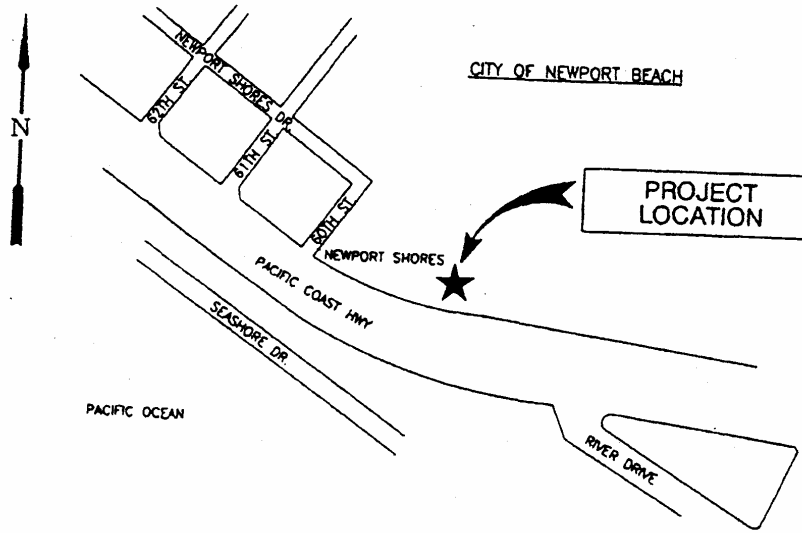 NEWPORT SHORES DR.
CITY OF NEWPORT BEACH
62TH ST.
N
61TH ST.
PROJECT
LOCATION
60TH ST.
NEWPORT SHORES
PACIFIC COAST HWY
SEASHORE DR.
PACIFIC OCEAN
RIVER DRIVE